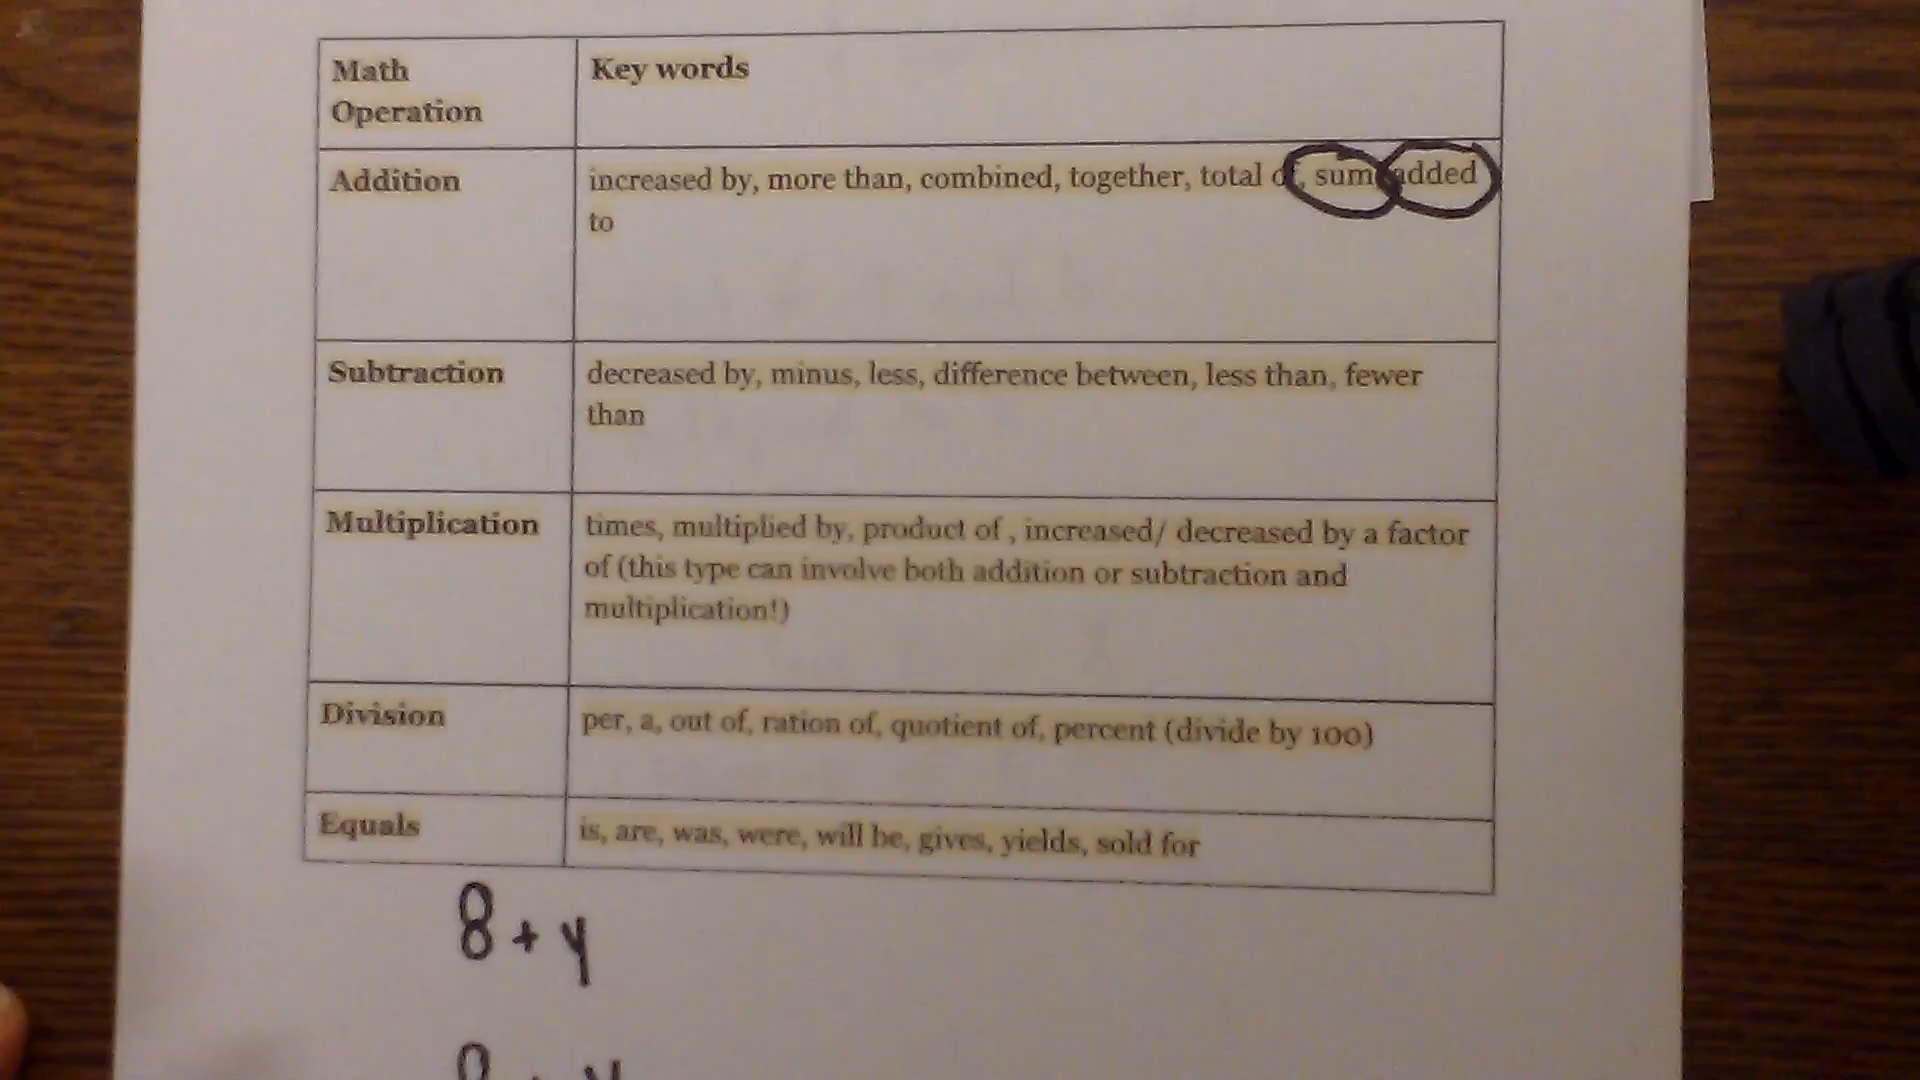 Math
Operation
Key words
Addition
increased by, more than, combined, together, total of, sum, added
to
Subtraction
decreased by, minus, less, difference between, less than, fewer
than
Multiplication
times, multiplied by, product of , increased/ decreased by a factor
of (this type can involve both addition or subtraction and
multiplication!)
Division
per, a, out of, ration of, quotient of, percent (divide by 100)
Equals
is, are, was, were, will be, gives, yields, sold for
8 + y